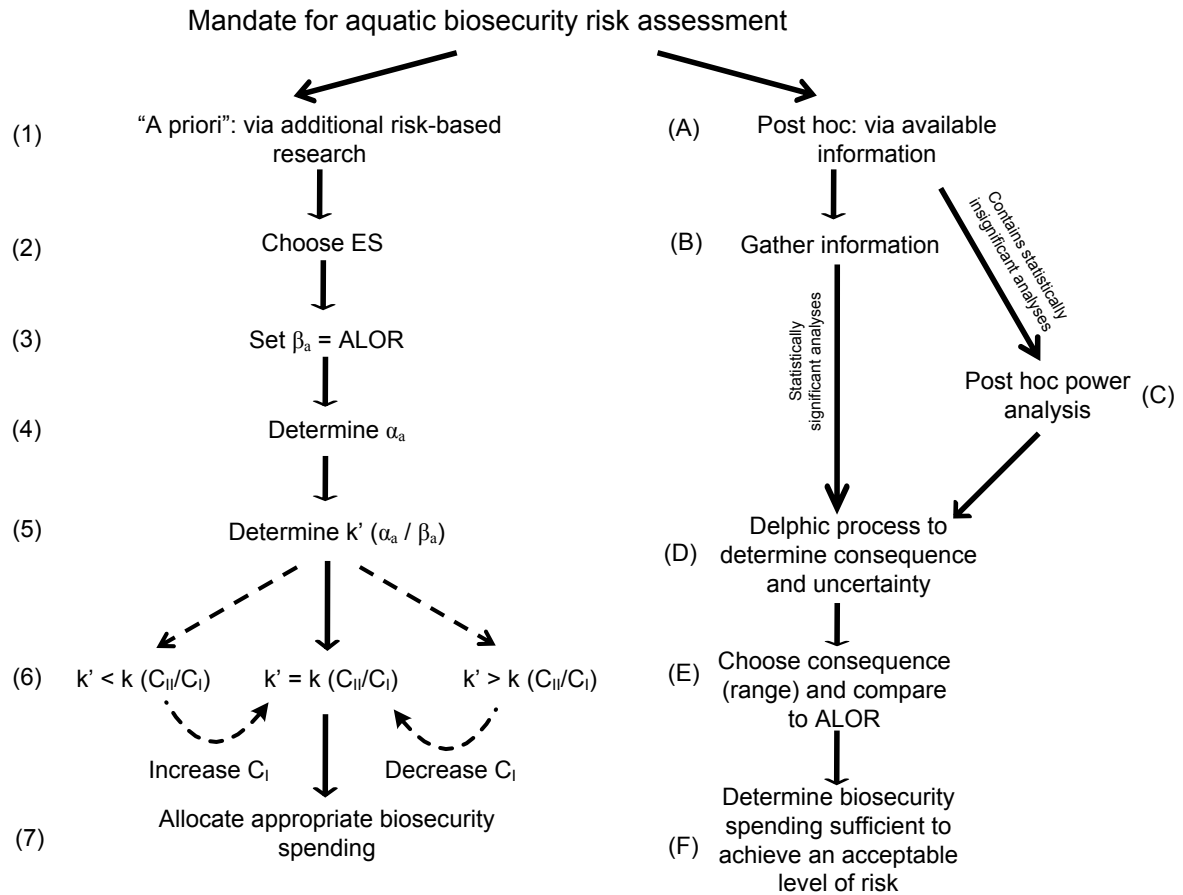 Mandate for aquatic biosecurity risk assessment
(1)
“A priori”: via additional risk-based
research
(2)
Choose ES
(3)
Set βa = ALOR
(4)
Determine αa
(5)
Determine k’ (αa / βa)
(6)
k’ < k (CII/CI)
k’ = k (CII/CI)
k’ > k (CII/CI)
Increase CI
Decrease CI
(7)
Allocate appropriate biosecurity
spending
(A)
Post hoc: via available
information
(B)
Gather information
Contains statistically
insignificant analyses
Statistically
significant analyses
Post hoc power
analysis
(C)
(D)
Delphic process to
determine consequence
and uncertainty
(E)
Choose consequence
(range) and compare
to ALOR
(F)
Determine biosecurity
spending sufficient to
achieve an acceptable
level of risk